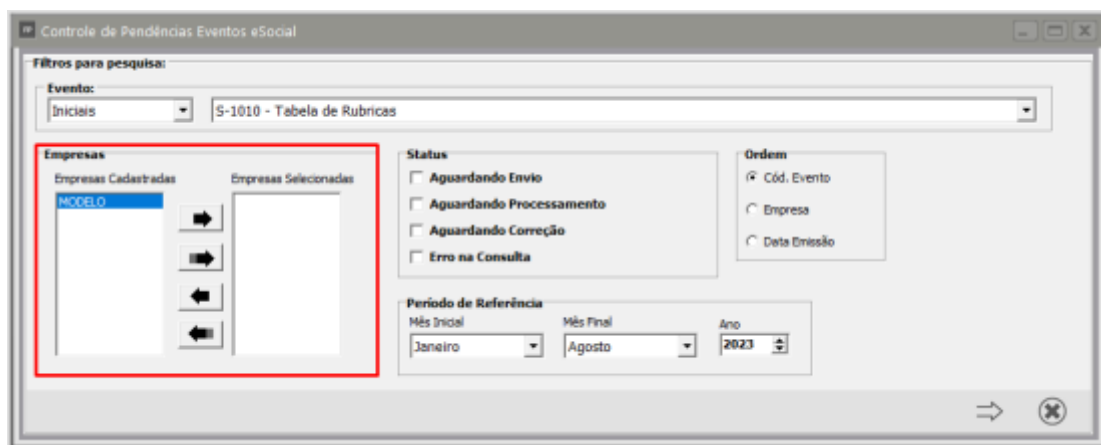 Controle de Pendências Eventos eSocial
Filtros para pesquisa:
Evento:
Iniciais
S-1010 - Tabela de Rubricas
Empresas
Empresas Cadastradas
Empresas Selecionadas
MODELO
Status
Aguardando Envio
Aguardando Processamento
Aguardando Correção
Erro na Consulta
Ordem
Cód. Evento
Empresa
Data Emissão
Período de Referência
Mês Inicial
Mês Final
Ano
Janeiro
Agosto
2023